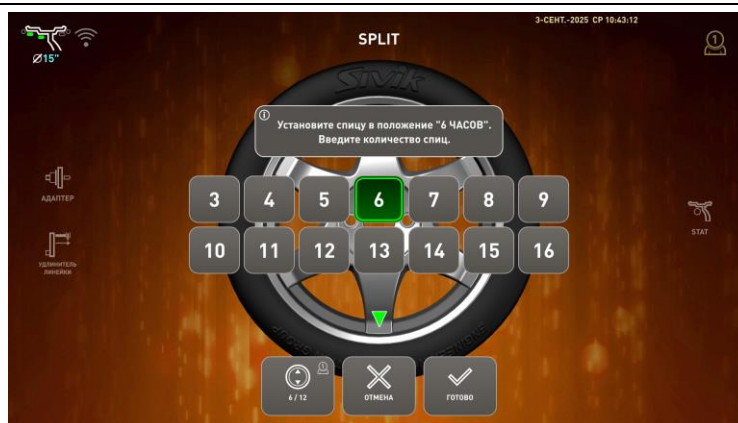 3-СЕНТ.-2025 СР 10:43:12
SPLIT
1
Ø15"
Sivik
Установите спицу в положение "6 ЧАСОВ".
Введите количество спиц.
АДАПТЕР
3 4 5 6 7 8 9
STAT
УДЛИНИТЕЛЬ
ЛИНЕЙКИ
10 11 12 13 14 15 16
6 / 12
ОТМЕНА
ГОТОВО